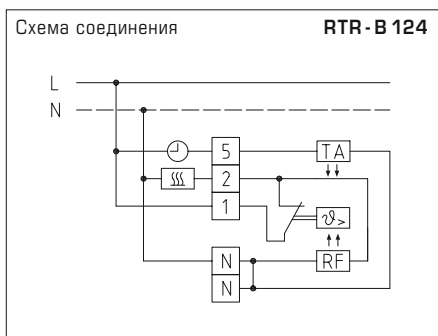 Схема соединения RTR-B 124
L
N
5 TA
2
1 ϑ>
N RF
N